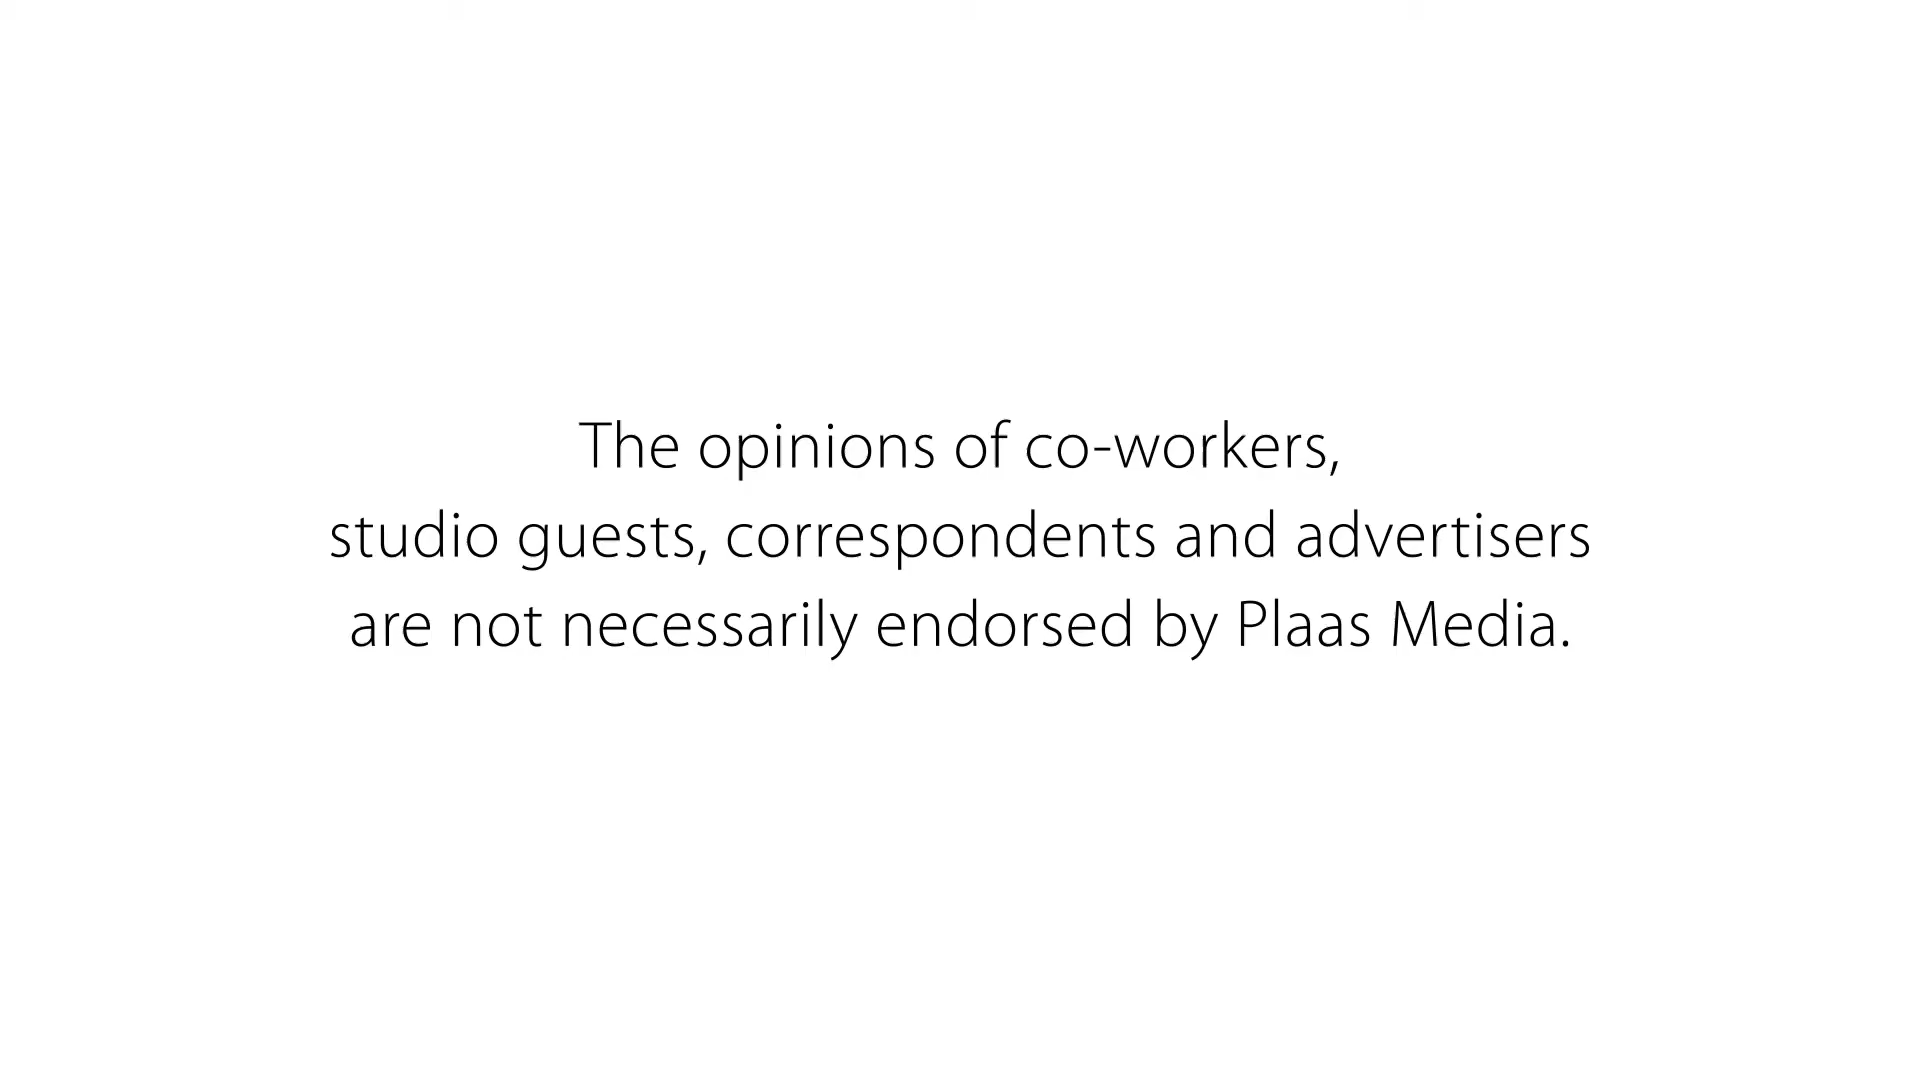 The opinions of co-workers,
studio guests, correspondents and advertisers
are not necessarily endorsed by Plaas Media.